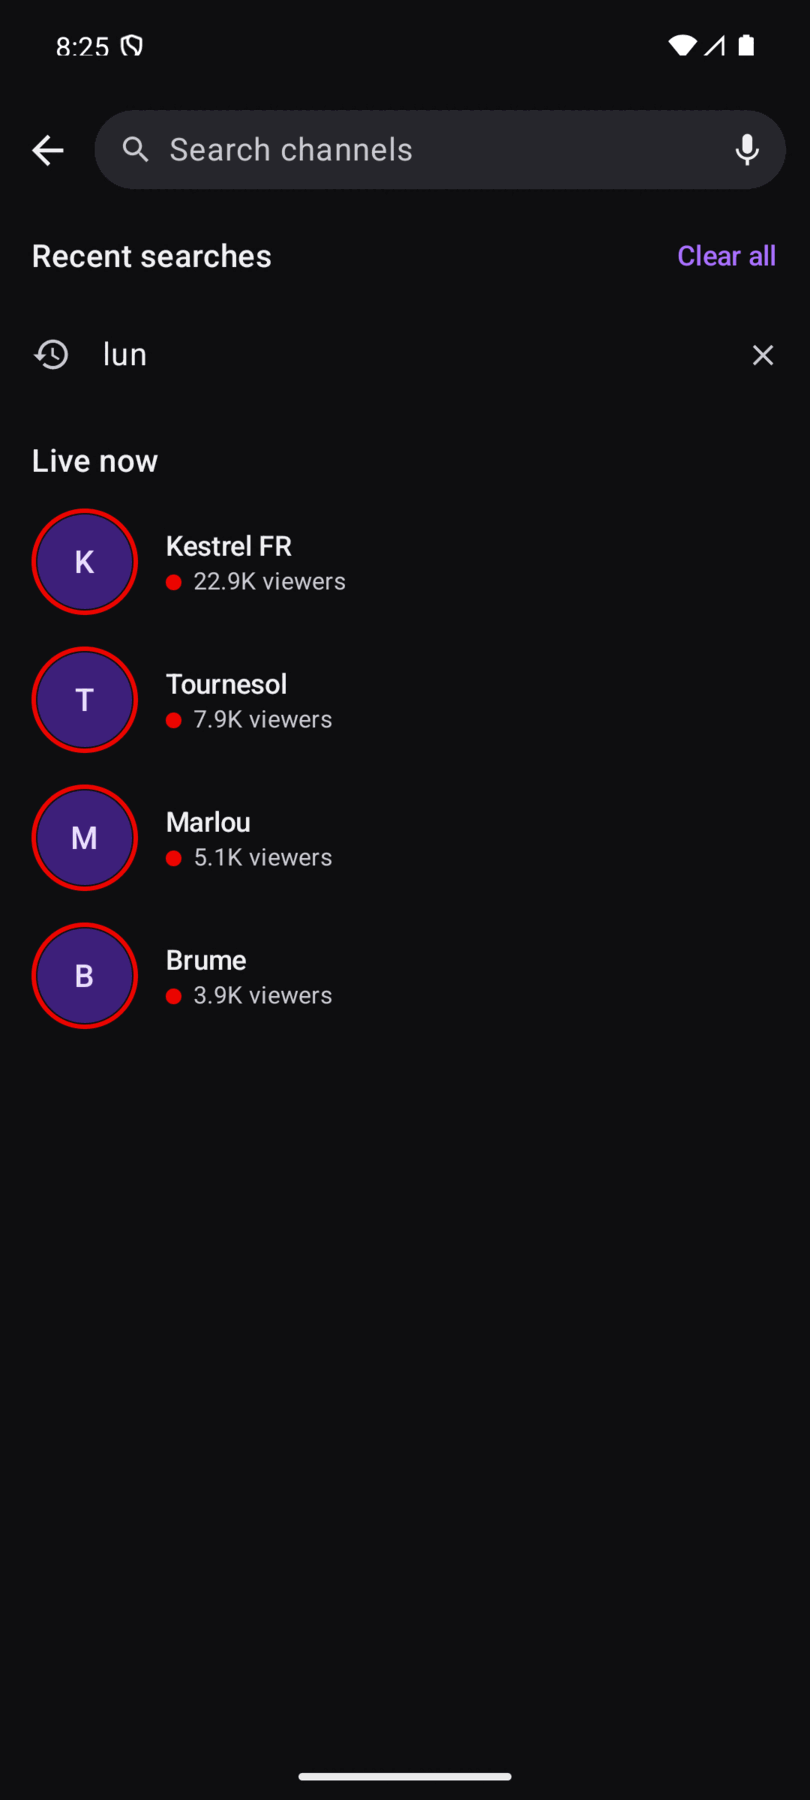 8:25
Search channels
Recent searches
Clear all
lun
Live now
K
Kestrel FR
22.9K viewers
T
Tournesol
7.9K viewers
M
Marlou
5.1K viewers
B
Brume
3.9K viewers